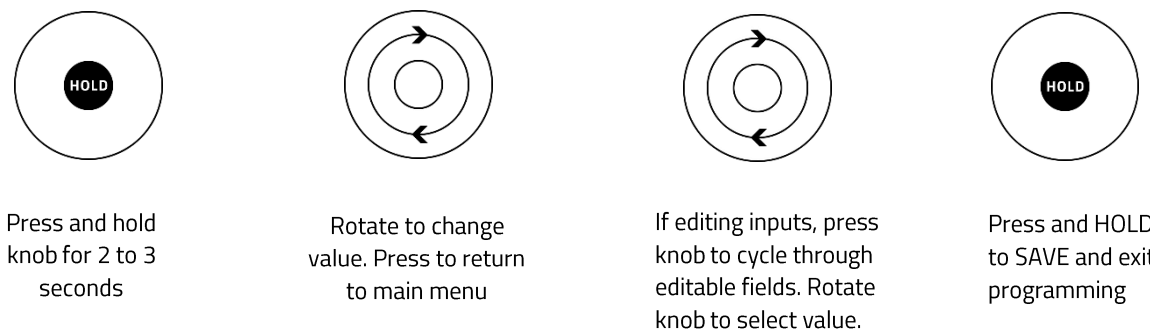 HOLD
Press and hold
knob for 2 to 3
seconds
Rotate to change
value. Press to return
to main menu
If editing inputs, press
knob to cycle through
editable fields. Rotate
knob to select value.
HOLD
Press and HOLD
to SAVE and exit
programming